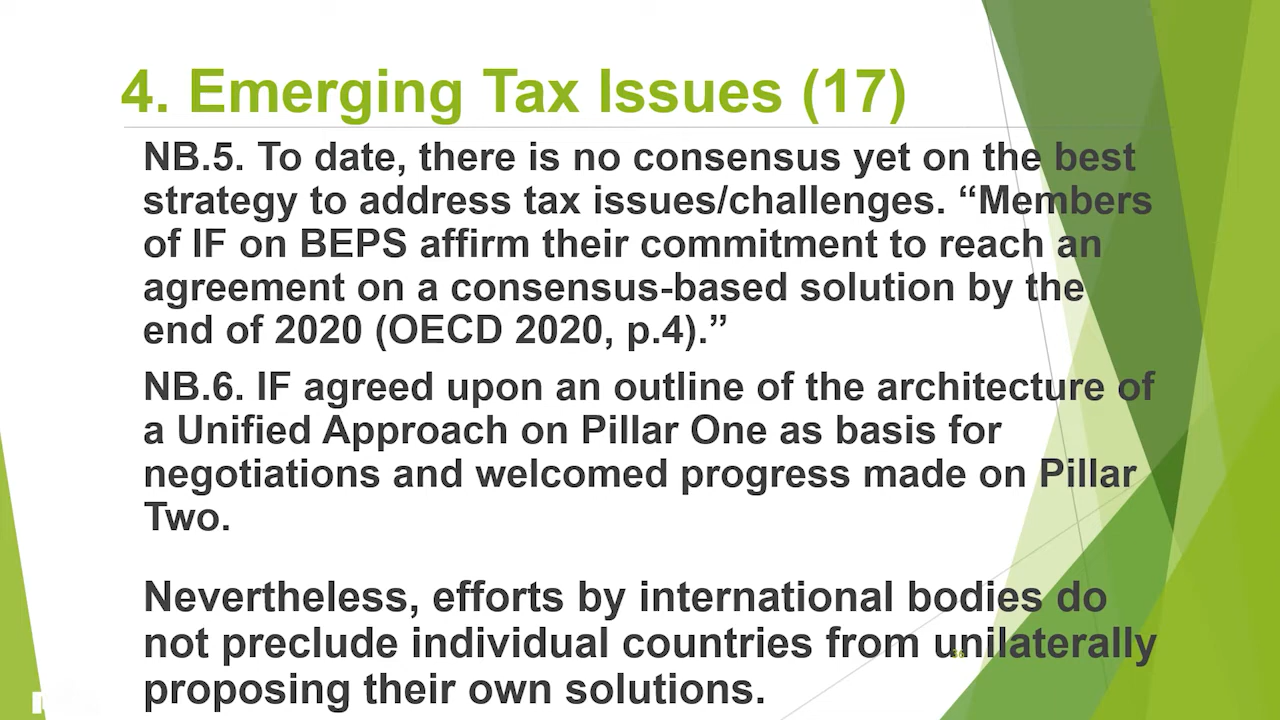 4. Emerging Tax Issues (17)
NB.5. To date, there is no consensus yet on the best
strategy to address tax issues/challenges. “Members
of IF on BEPS affirm their commitment to reach an
agreement on a consensus-based solution by the
end of 2020 (OECD 2020, p.4).”
NB.6. IF agreed upon an outline of the architecture of
a Unified Approach on Pillar One as basis for
negotiations and welcomed progress made on Pillar
Two.
Nevertheless, efforts by international bodies do
not preclude individual countries from unilaterally
proposing their own solutions.